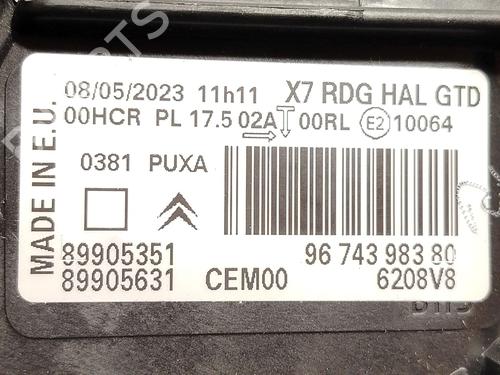 MADE IN E.U.
08/05/2023 11h11 X7 RDG HAL GTD
00HCR PL 17.5 02A 00RL E2 10064
0381 PUXA
89905351 96 743 983 80
89905631 CEM00 6208V8